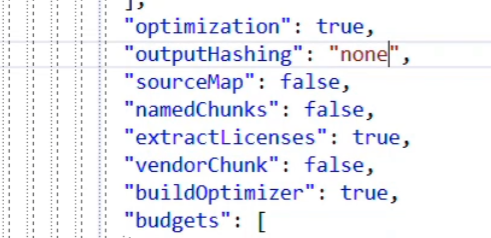 ],
"optimization": true,
"outputHashing": "none",
"sourceMap": false,
"namedChunks": false,
"extractLicenses": true,
"vendorChunk": false,
"buildOptimizer": true,
"budgets": [